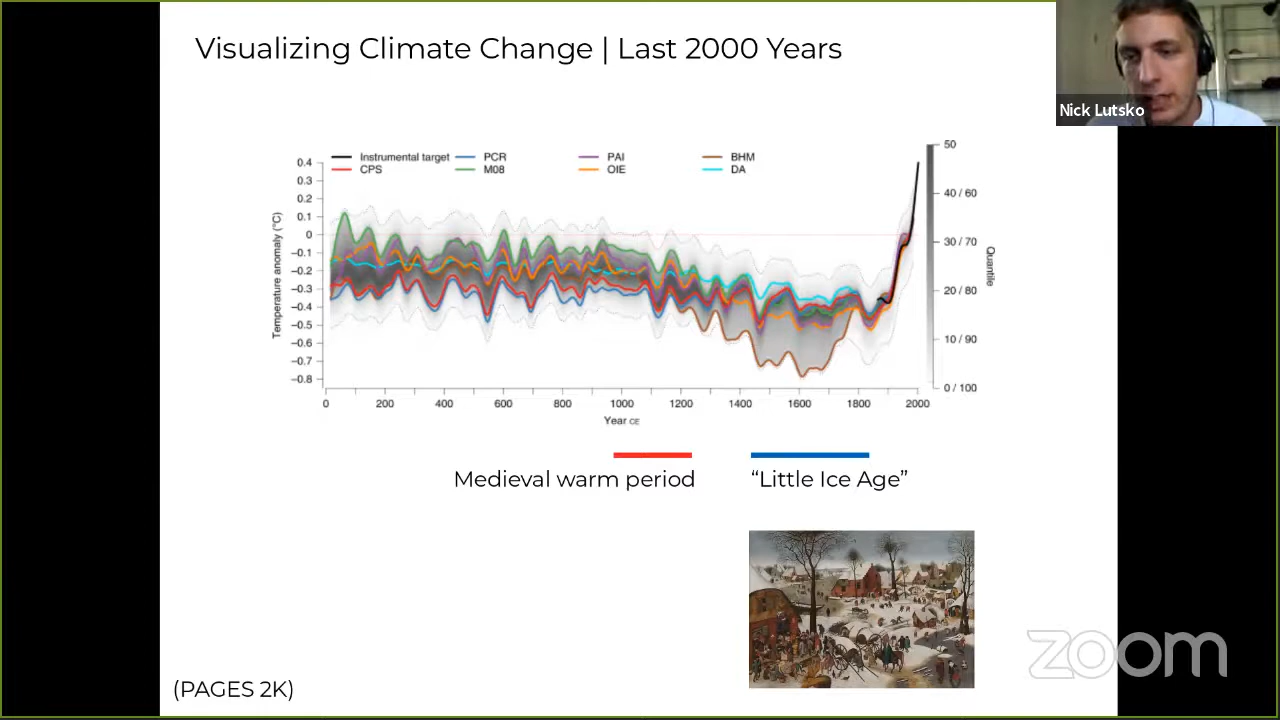 Visualizing Climate Change | Last 2000 Years
Nick Lutsko
Instrumental target PCR PAI BHM
CPS M08 OIE DA
0.4
0.3
0.2
0.1
0
−0.1
−0.2
−0.3
−0.4
−0.5
−0.6
−0.7
−0.8
Temperature anomaly (°C)
50
40 / 60
30 / 70
20 / 80
10 / 90
0 / 100
Quantile
0 200 400 600 800 1000 1200 1400 1600 1800 2000
Year CE
Medieval warm period “Little Ice Age”
zoom
(PAGES 2K)